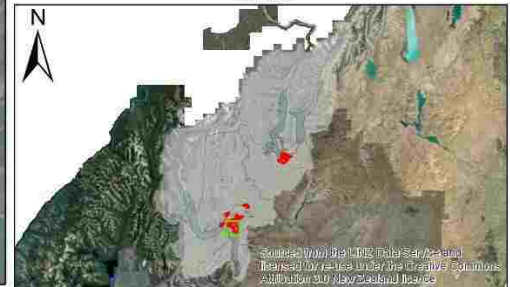 N
Sourced from the LINZ Data Service and
licensed for re-use under the Creative Commons
Attribution 3.0 New Zealand licence